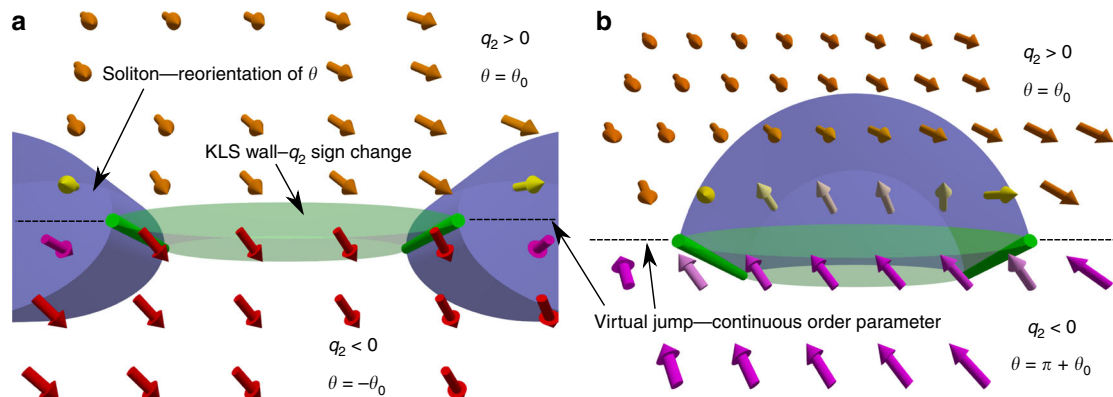 a
q₂ > 0
θ = θ₀
Soliton—reorientation of θ
KLS wall–q₂ sign change
q₂ < 0
θ = −θ₀
b
q₂ > 0
θ = θ₀
Virtual jump—continuous order parameter
q₂ < 0
θ = π + θ₀